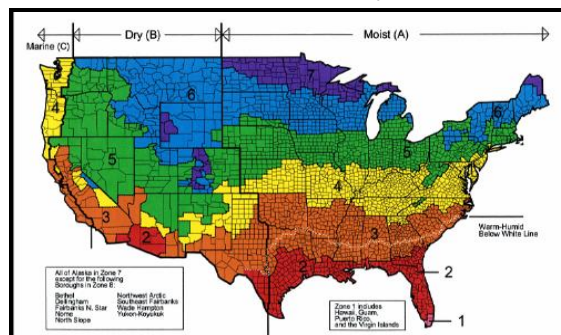 Marine (C)
Dry (B)
Moist (A)
7
6
6
4
5
5
4
3
3
2
2
2
1
Warm-Humid
Below White Line
All of Alaska in Zone 7
except for the following
Boroughs in Zone 8:
Bethel
Dellingham
Fairbanks N. Star
Nome
North Slope
Northwest Arctic
Southeast Fairbanks
Wade Hampton
Yukon-Koyukuk
Zone 1 includes
Hawaii, Guam,
Puerto Rico,
and the Virgin Islands